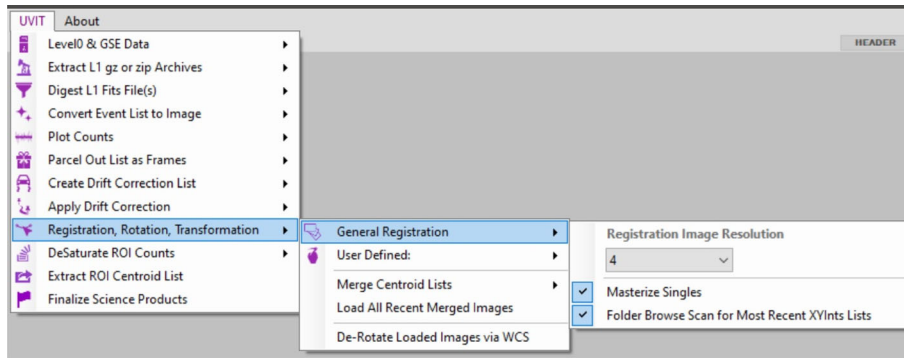 UVIT About
HEADER
Level0 & GSE Data
Extract L1 gz or zip Archives
Digest L1 Fits File(s)
Convert Event List to Image
Plot Counts
Parcel Out List as Frames
Create Drift Correction List
Apply Drift Correction
Registration, Rotation, Transformation
DeSaturate ROI Counts
Extract ROI Centroid List
Finalize Science Products
General Registration
User Defined:
Merge Centroid Lists
Load All Recent Merged Images
De-Rotate Loaded Images via WCS
Registration Image Resolution
4
Masterize Singles
Folder Browse Scan for Most Recent XYInts Lists